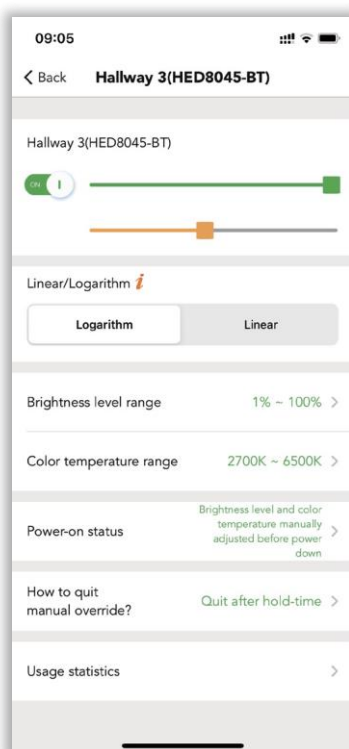 09:05
Back Hallway 3(HED8045-BT)
Hallway 3(HED8045-BT)
ON
Linear/Logarithm i
Logarithm Linear
Brightness level range 1% ~ 100%
Color temperature range 2700K ~ 6500K
Power-on status
Brightness level and color
temperature manually
adjusted before power
down
How to quit
manual override?
Quit after hold-time
Usage statistics